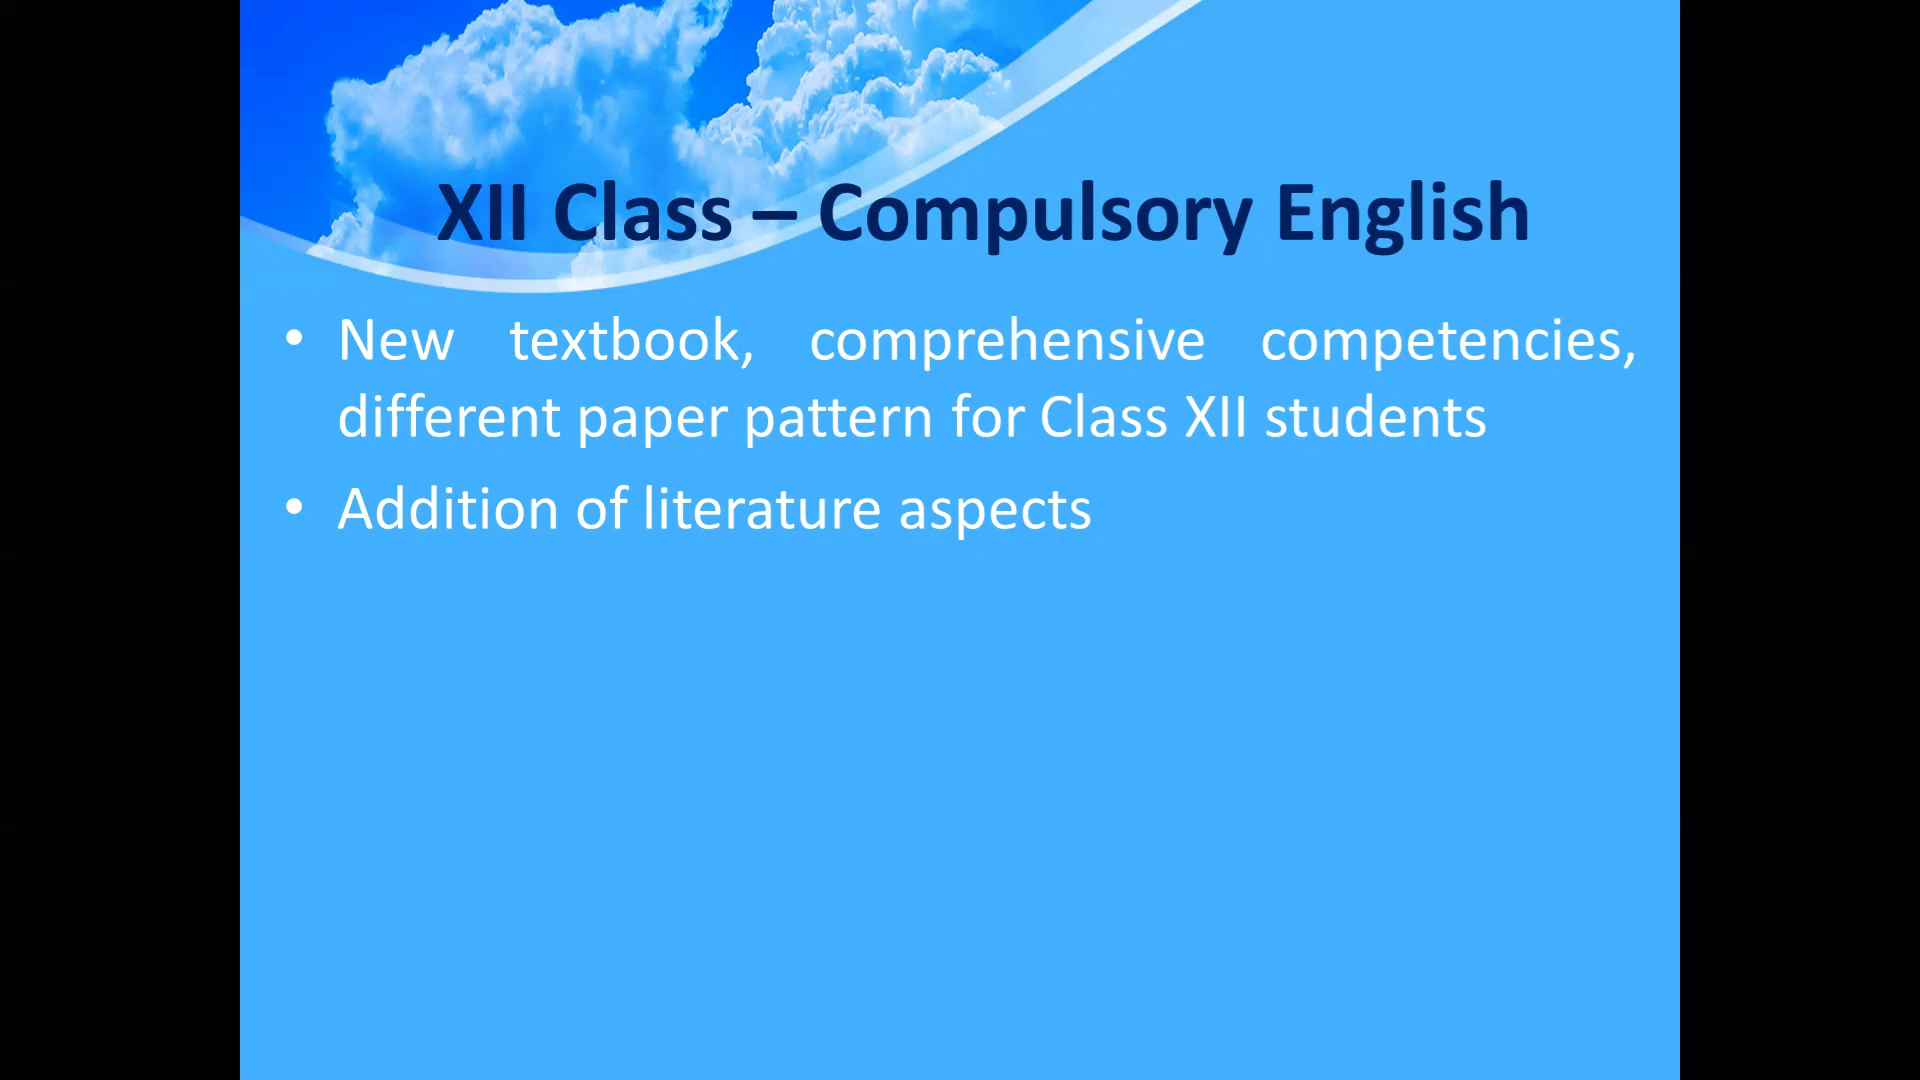 XII Class – Compulsory English
• New textbook, comprehensive competencies,
different paper pattern for Class XII students
• Addition of literature aspects